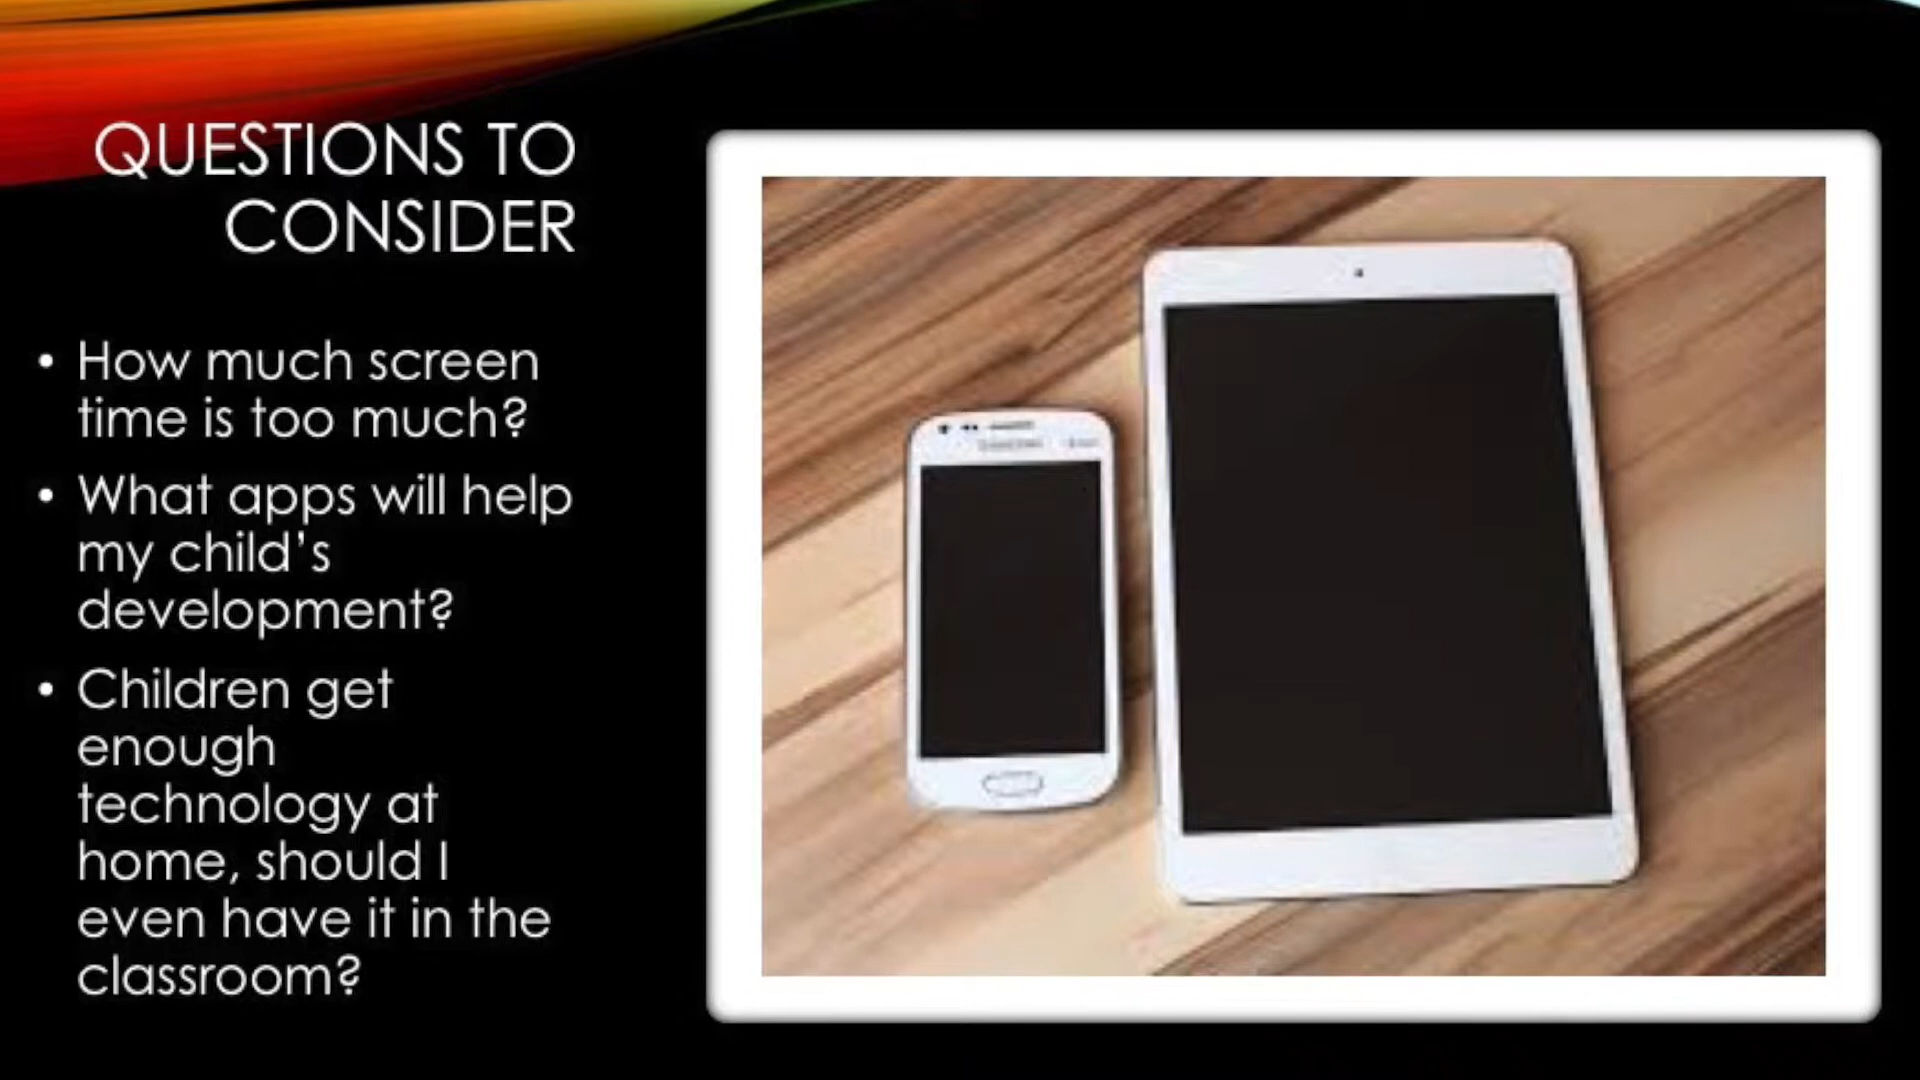 QUESTIONS TO
CONSIDER
• How much screen
time is too much?
• What apps will help
my child's
development?
• Children get
enough
technology at
home, should I
even have it in the
classroom?